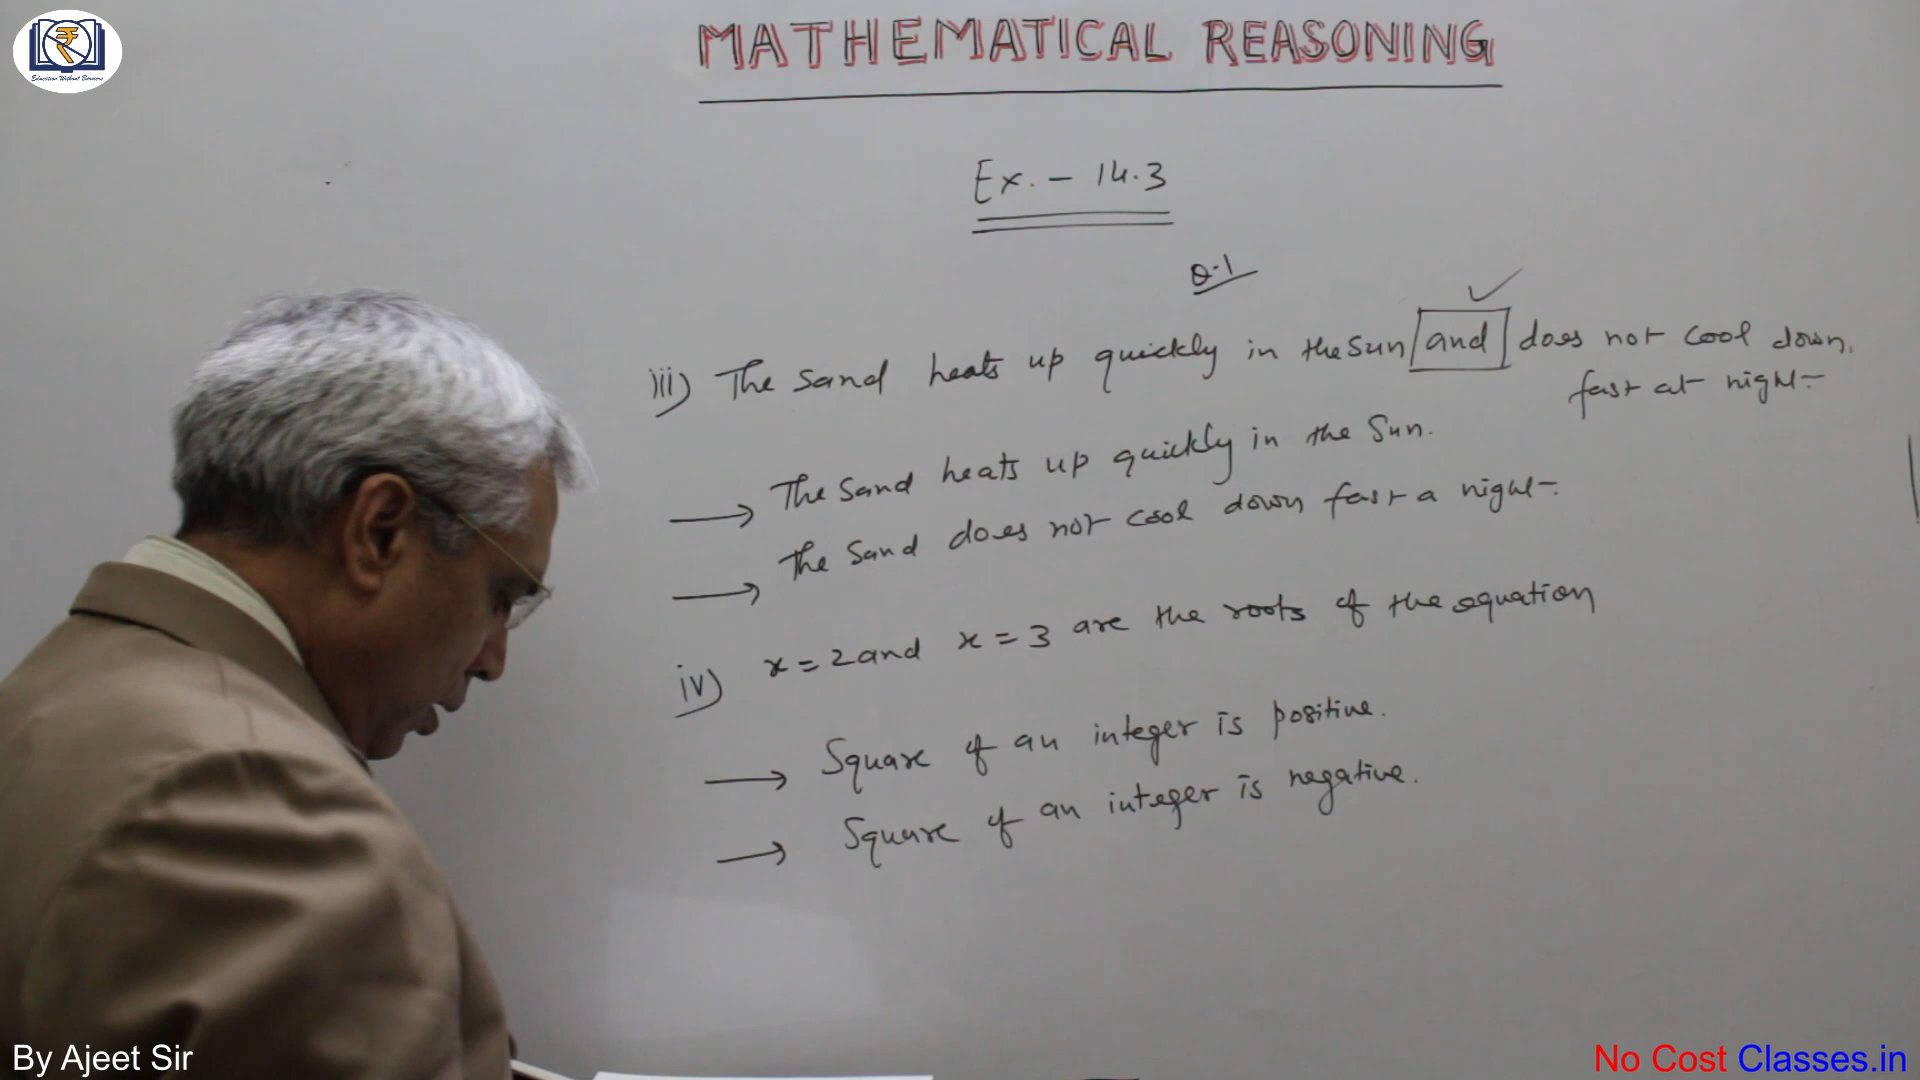 Education Without Barriers
MATHEMATICAL REASONING
Ex. - 14.3
Q.1
iii) The sand heats up quickly in the sun and does not cool down.
fast at night.
The sand heats up quickly in the sun.
The sand does not cool down fast a night.
iv) x = 2 and x = 3 are the roots of the equation
Square of an integer is positive.
Square of an integer is negative.
By Ajeet Sir
No Cost Classes.in